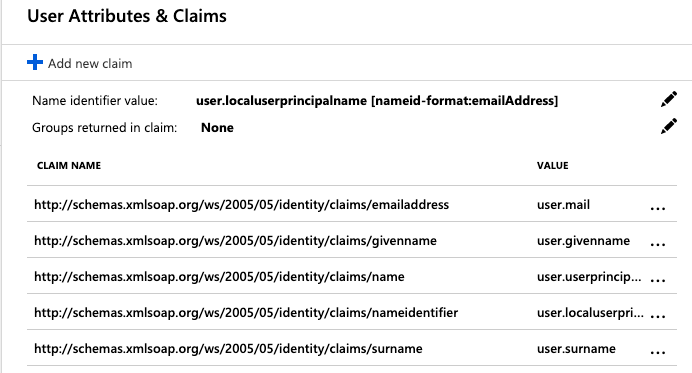 User Attributes & Claims
Add new claim
Name identifier value: user.localuserprincipalname [nameid-format:emailAddress]
Groups returned in claim: None
CLAIM NAME VALUE
http://schemas.xmlsoap.org/ws/2005/05/identity/claims/emailaddress user.mail ...
http://schemas.xmlsoap.org/ws/2005/05/identity/claims/givenname user.givenname ...
http://schemas.xmlsoap.org/ws/2005/05/identity/claims/name user.userprincip... ...
http://schemas.xmlsoap.org/ws/2005/05/identity/claims/nameidentifier user.localuserpri... ...
http://schemas.xmlsoap.org/ws/2005/05/identity/claims/surname user.surname ...